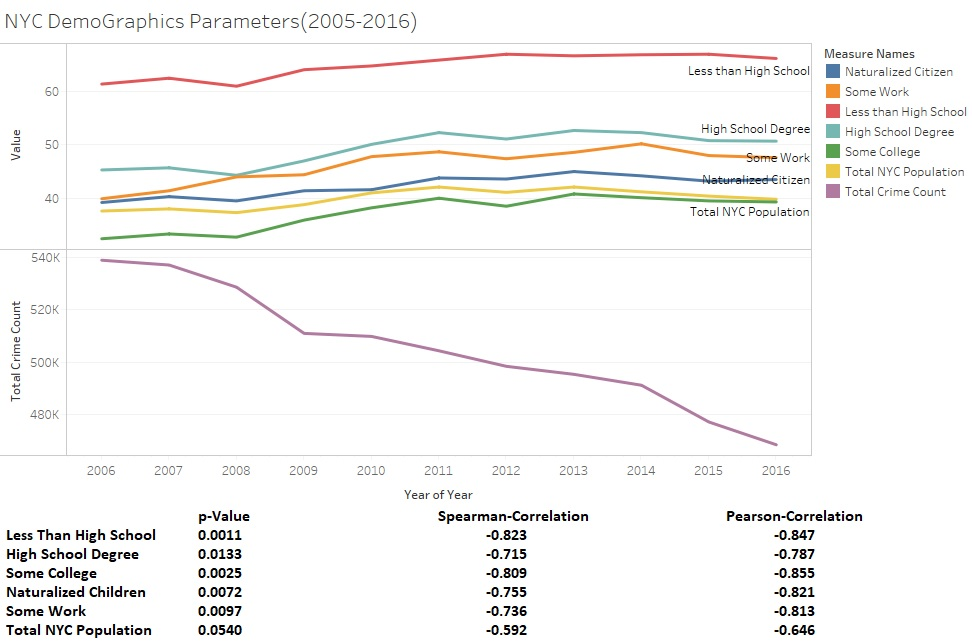 NYC DemoGraphics Parameters(2005-2016)
Measure Names
Naturalized Citizen
Some Work
Less than High School
High School Degree
Some College
Total NYC Population
Total Crime Count
Value
60
50
40
Less than High School
High School Degree
Some Work
Naturalized Citizen
Total NYC Population
Total Crime Count
540K
520K
500K
480K
2006 2007 2008 2009 2010 2011 2012 2013 2014 2015 2016
Year of Year
p-Value Spearman-Correlation Pearson-Correlation
Less Than High School 0.0011 -0.823 -0.847
High School Degree 0.0133 -0.715 -0.787
Some College 0.0025 -0.809 -0.855
Naturalized Children 0.0072 -0.755 -0.821
Some Work 0.0097 -0.736 -0.813
Total NYC Population 0.0540 -0.592 -0.646